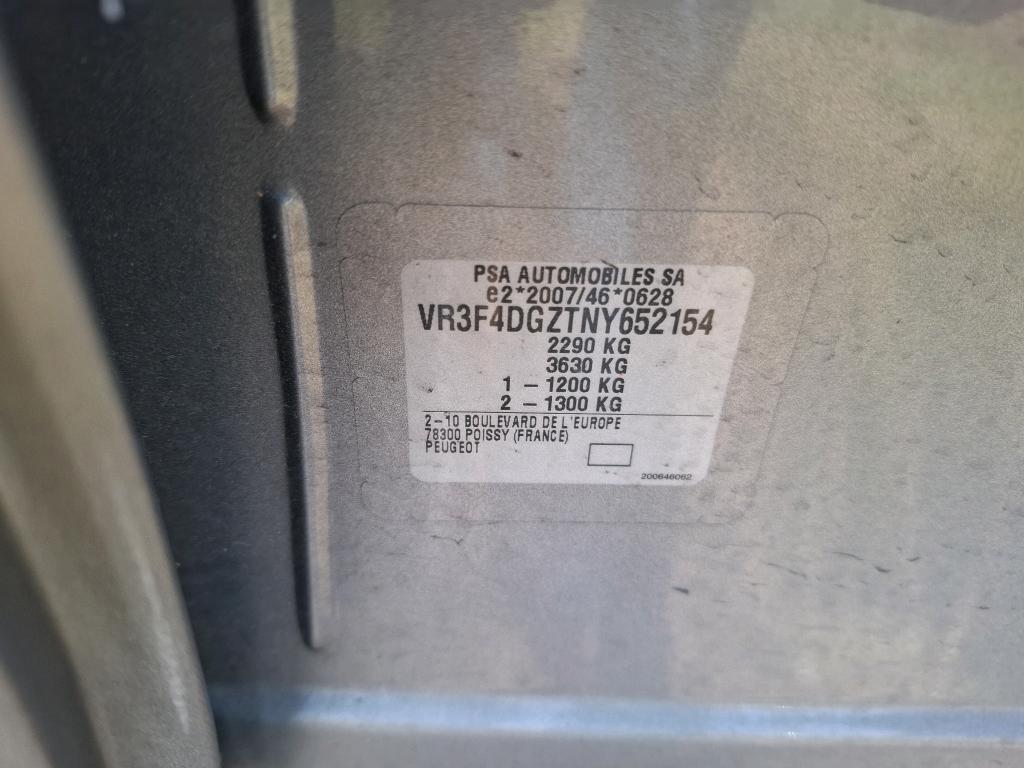 PSA AUTOMOBILES SA
e2*2007/46*0628
VR3F4DGZTNY652154
2290 KG
3630 KG
1 - 1200 KG
2 - 1300 KG
2-10 BOULEVARD DE L'EUROPE
78300 POISSY (FRANCE)
PEUGEOT
200646062